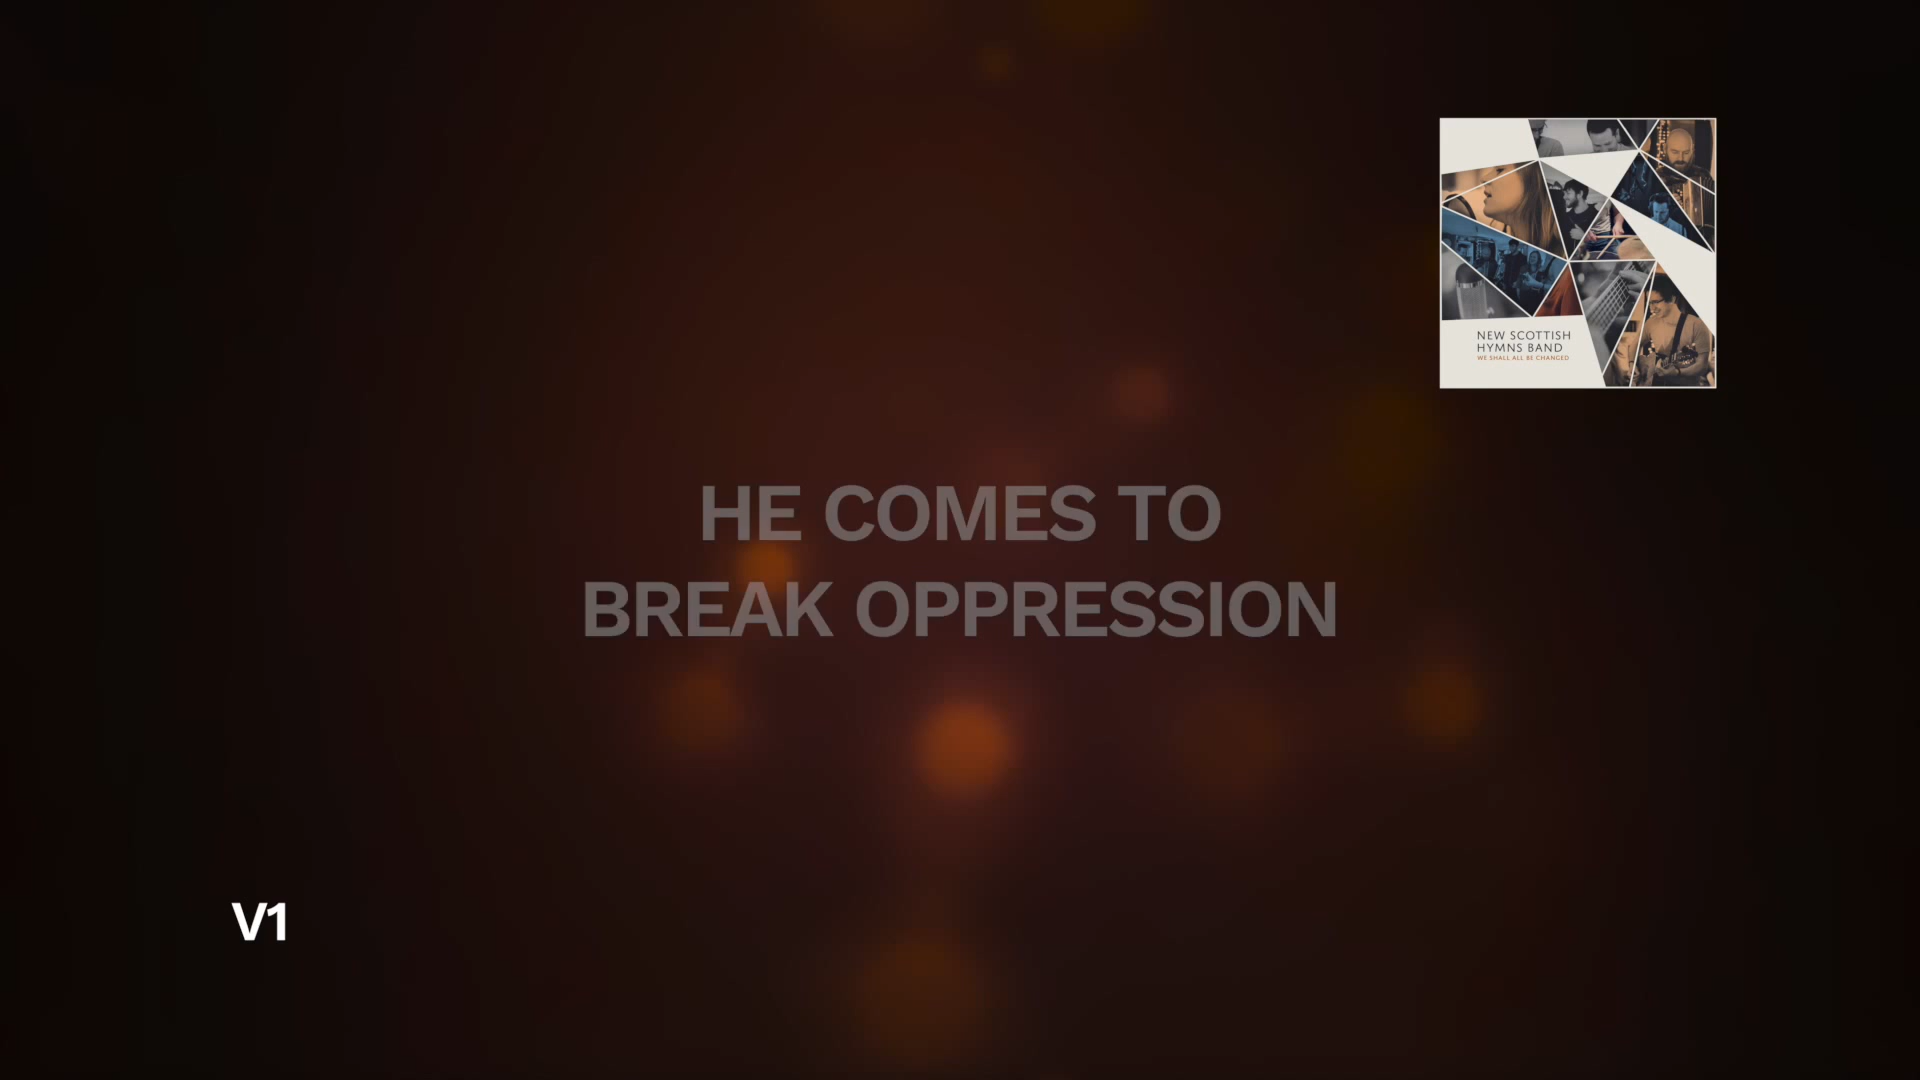 NEW SCOTTISH
HYMNS BAND
WE SHALL ALL BE CHANGED
HE COMES TO
BREAK OPPRESSION
V1